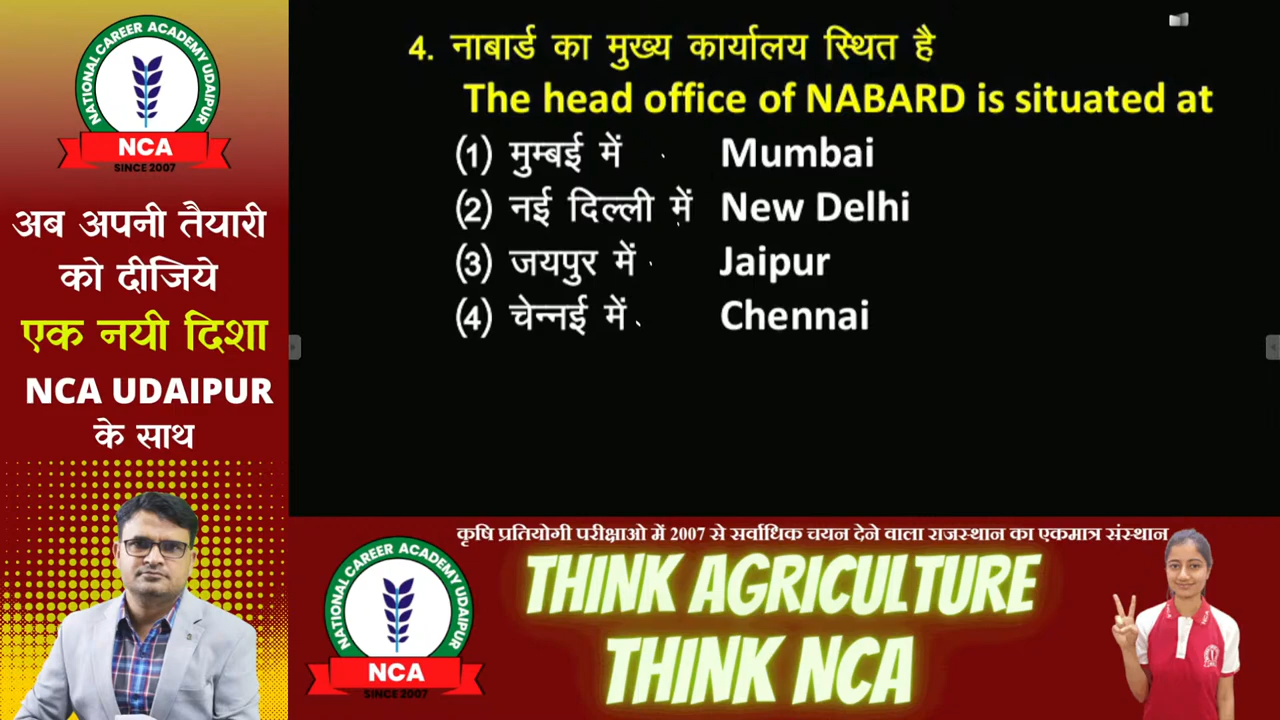 NATIONAL CAREER ACADEMY UDAIPUR
NCA
SINCE 2007
अब अपनी तैयारी
को दीजिये
एक नयी दिशा
NCA UDAIPUR
के साथ
4. नाबार्ड का मुख्य कार्यालय स्थित है
The head office of NABARD is situated at
(1) मुम्बई में Mumbai
(2) नई दिल्ली में New Delhi
(3) जयपुर में Jaipur
(4) चेन्नई में Chennai
कृषि प्रतियोगी परीक्षाओ में 2007 से सर्वाधिक चयन देने वाला राजस्थान का एकमात्र संस्थान
NATIONAL CAREER ACADEMY UDAIPUR
NCA
SINCE 2007
THINK AGRICULTURE
THINK NCA